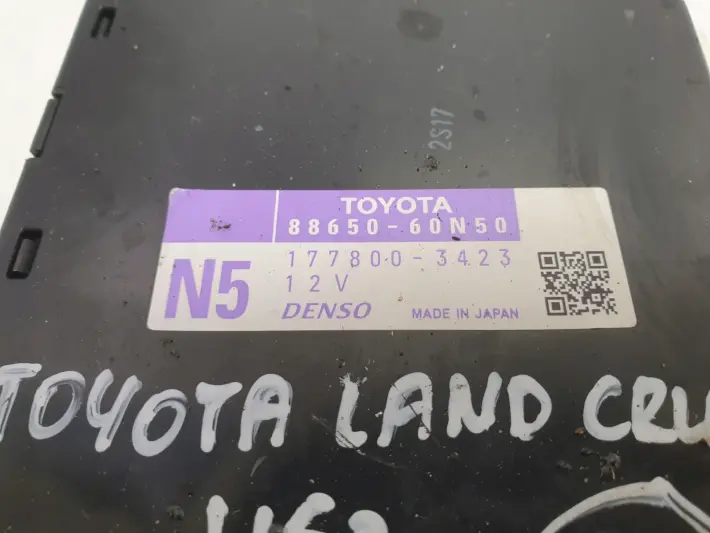 2S17
TOYOTA
88650-60N50
N5
177800-3423
12V
DENSO
MADE IN JAPAN
TOYOTA LAND CRU